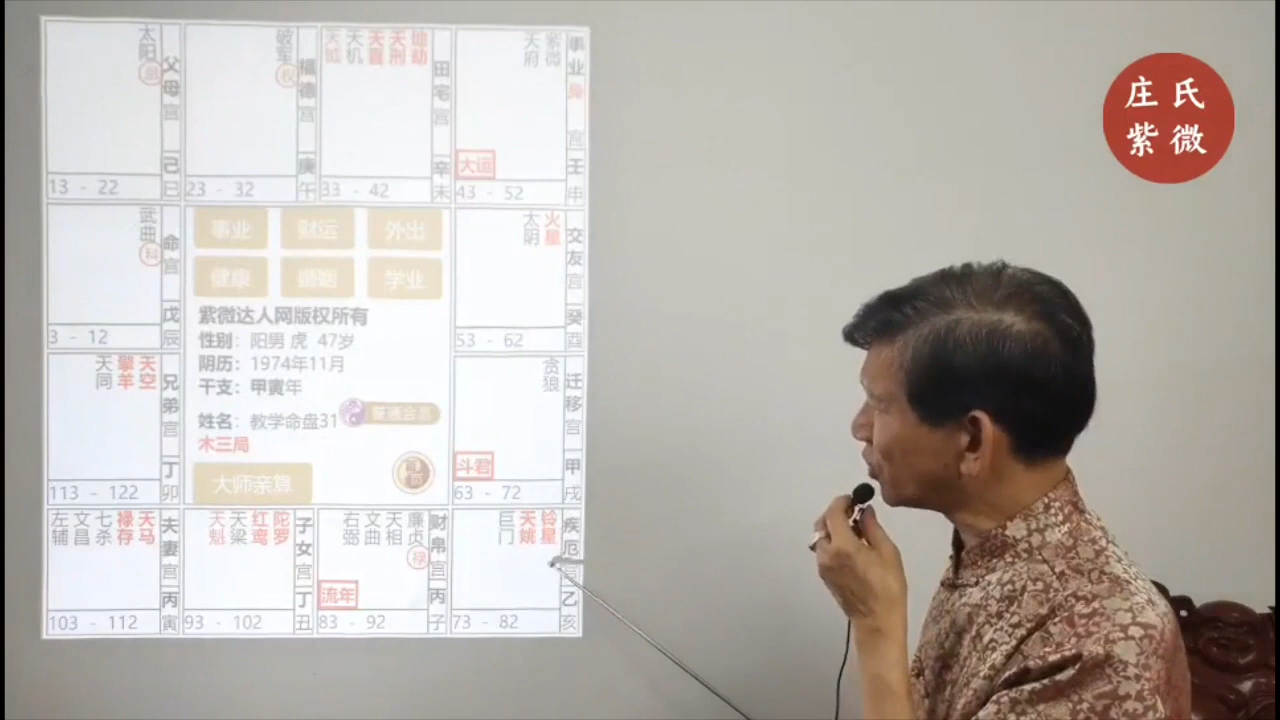 庄氏
紫微
太阳 忌 父母宫 己巳
13 - 22
破军 权 福德宫 庚午
23 - 32
天钺 天机 天喜 天刑 地劫 田宅宫 辛未
33 - 42
天府 紫微 事业 身 宫 壬申
大运
43 - 52
武曲 科 命宫 戊辰
3 - 12
事业 财运 外出
健康 婚姻 学业
紫微达人网版权所有
性别: 阳男 虎 47岁
阴历: 1974年11月
干支: 甲寅年
姓名: 教学命盘31 普通会员
木三局
大师亲算
太阴 火星 交友宫 癸酉
53 - 62
天同 擎羊 天空 兄弟宫 丁卯
113 - 122
贪狼 迁移宫 甲戌
斗君
63 - 72
左辅 文昌 七杀 禄存 天马 夫妻宫 丙寅
103 - 112
天魁 天梁 红鸾 陀罗 子女宫 丁丑
93 - 102
右弼 文曲 天相 廉贞 禄 财帛宫 丙子
流年
83 - 92
巨门 天姚 铃星 疾厄宫 乙亥
73 - 82